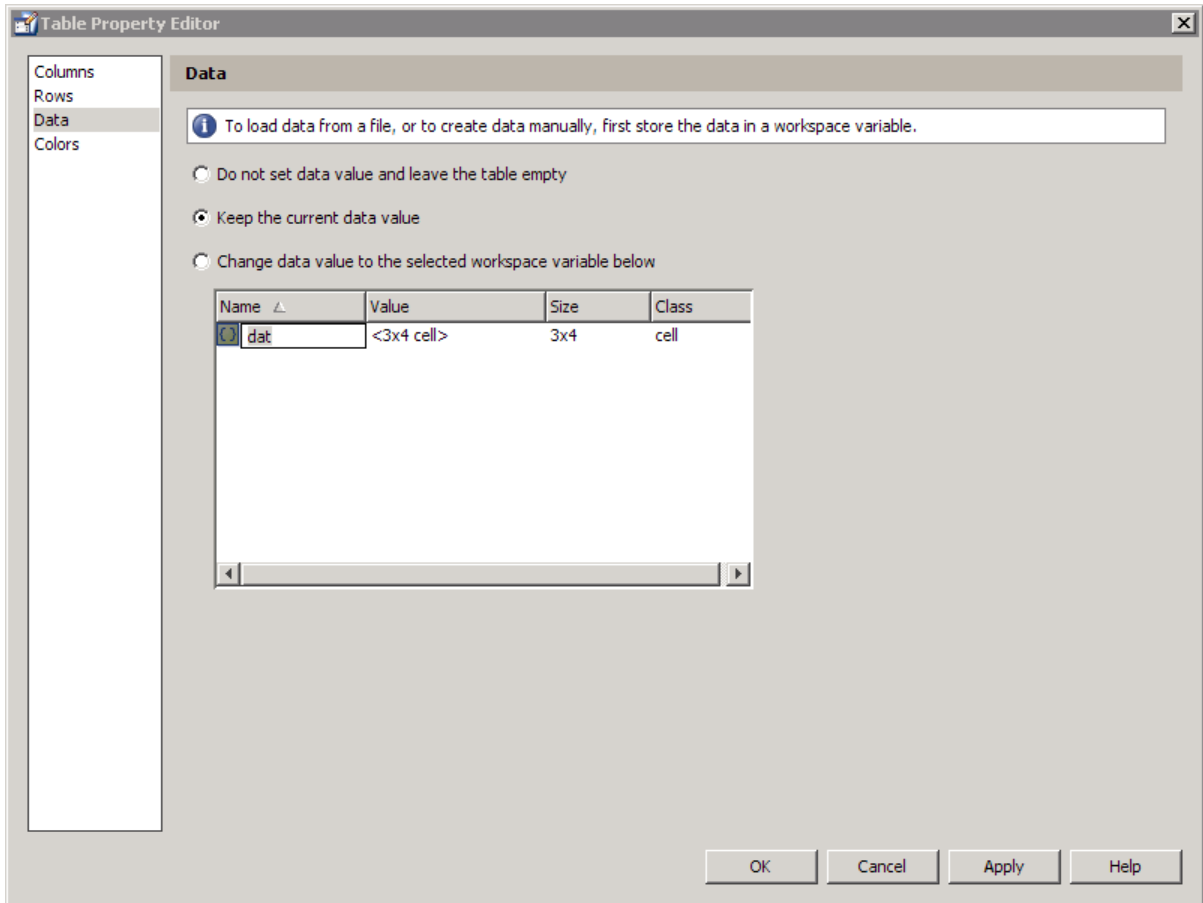 Table Property Editor
Columns
Rows
Data
Colors
Data
To load data from a file, or to create data manually, first store the data in a workspace variable.
Do not set data value and leave the table empty
Keep the current data value
Change data value to the selected workspace variable below
Name Value Size Class
{} dat <3x4 cell> 3x4 cell
OK Cancel Apply Help